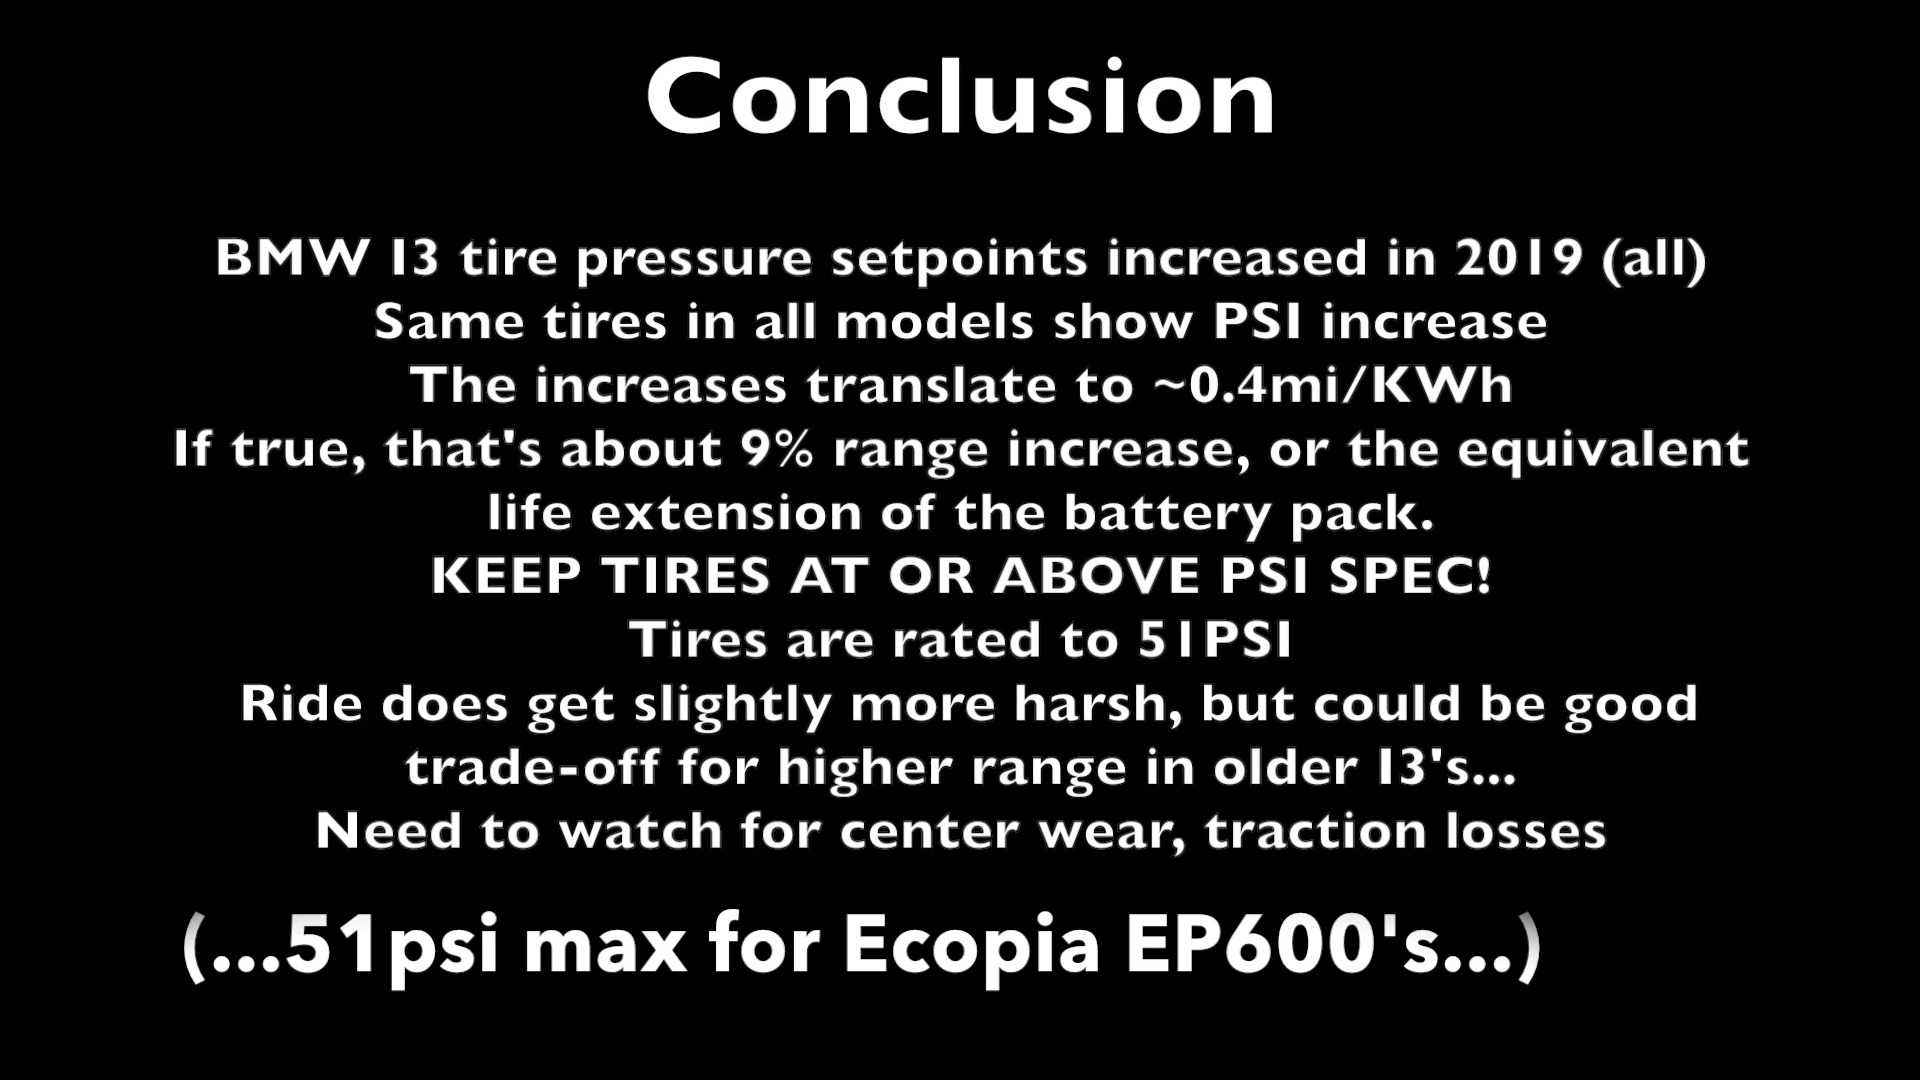 Conclusion
BMW I3 tire pressure setpoints increased in 2019 (all)
Same tires in all models show PSI increase
The increases translate to ~0.4mi/KWh
If true, that's about 9% range increase, or the equivalent
life extension of the battery pack.
KEEP TIRES AT OR ABOVE PSI SPEC!
Tires are rated to 51PSI
Ride does get slightly more harsh, but could be good
trade-off for higher range in older I3's...
Need to watch for center wear, traction losses
(...51psi max for Ecopia EP600's...)